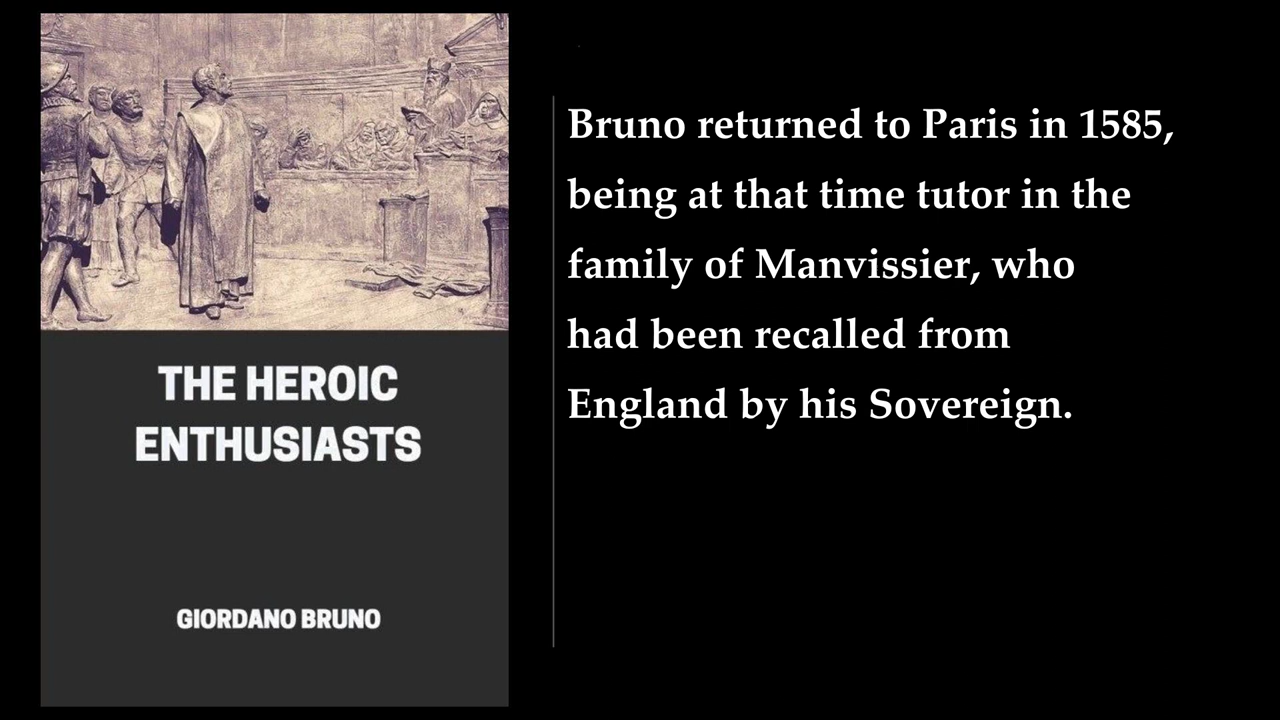 THE HEROIC
ENTHUSIASTS
GIORDANO BRUNO
Bruno returned to Paris in 1585,
being at that time tutor in the
family of Manvissier, who
had been recalled from
England by his Sovereign.